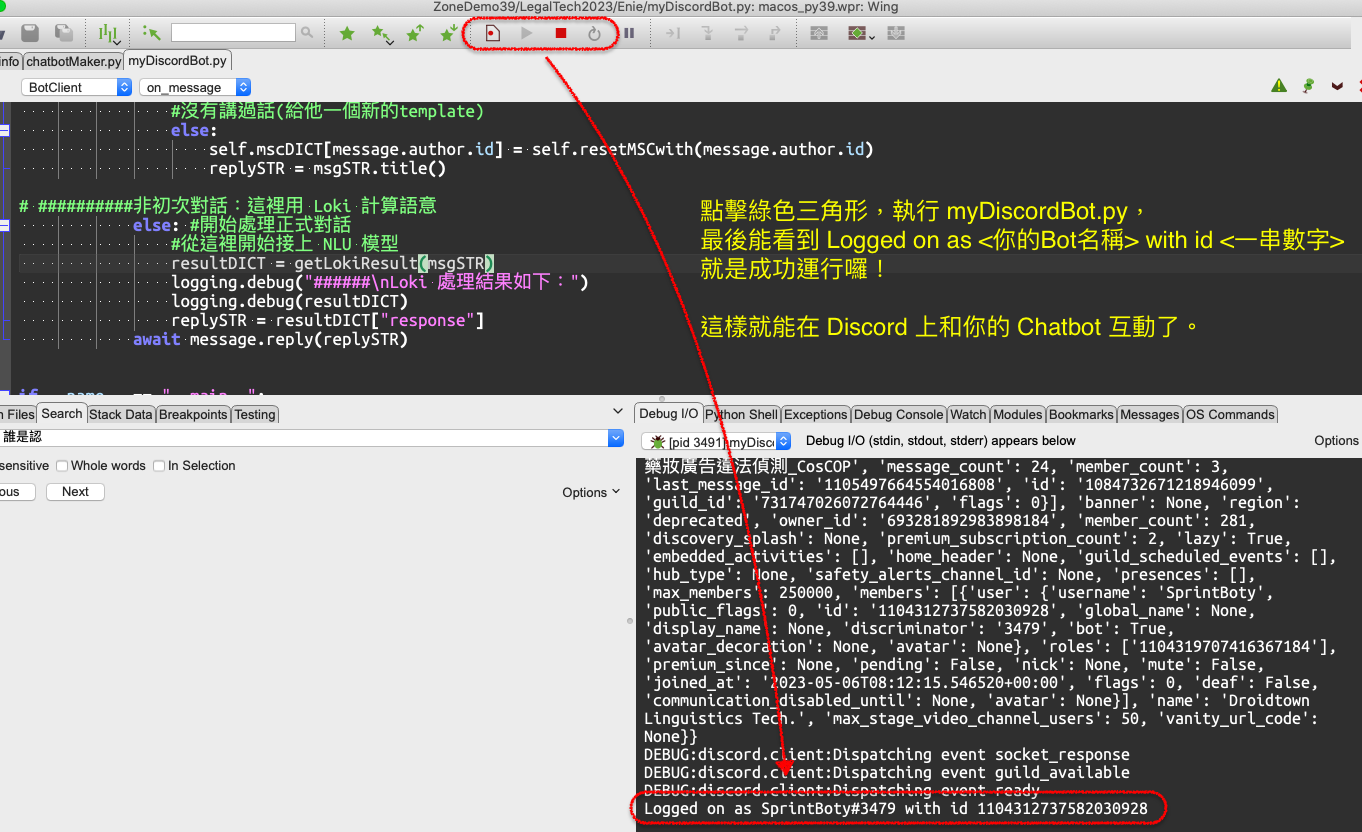 ZoneDemo39/LegalTech2023/Enie/myDiscordBot.py: macos_py39.wpr: Wing
info chatbotMaker.py myDiscordBot.py
BotClient on_message
#沒有講過話(給他一個新的template)
else:
self.mscDICT[message.author.id] = self.resetMSCwith(message.author.id)
replySTR = msgSTR.title()
# ##########非初次對話：這裡用 Loki 計算語意
else: #開始處理正式對話
#從這裡開始接上 NLU 模型
resultDICT = getLokiResult(msgSTR)
logging.debug("######\nLoki 處理結果如下：")
logging.debug(resultDICT)
replySTR = resultDICT["response"]
await message.reply(replySTR)
點擊綠色三角形，執行 myDiscordBot.py，
最後能看到 Logged on as <你的Bot名稱> with id <一串數字>
就是成功運行囉！
這樣就能在 Discord 上和你的 Chatbot 互動了。
Files Search Stack Data Breakpoints Testing
誰是認
sensitive Whole words In Selection
ous Next Options
Debug I/O Python Shell Exceptions Debug Console Watch Modules Bookmarks Messages OS Commands
[pid 3491] myDisc Debug I/O (stdin, stdout, stderr) appears below Options
藥妝廣告違法偵測_CosCOP', 'message_count': 24, 'member_count': 3,
'last_message_id': '1105497664554016808', 'id': '1084732671218946099',
'guild_id': '731747026072764446', 'flags': 0}], 'banner': None, 'region':
'deprecated', 'owner_id': '693281892983898184', 'member_count': 281,
'discovery_splash': None, 'premium_subscription_count': 2, 'lazy': True,
'embedded_activities': [], 'home_header': None, 'guild_scheduled_events': [],
'hub_type': None, 'safety_alerts_channel_id': None, 'presences': [],
'max_members': 250000, 'members': [{'user': {'username': 'SprintBoty',
'public_flags': 0, 'id': '1104312737582030928', 'global_name': None,
'display_name': None, 'discriminator': '3479', 'bot': True,
'avatar_decoration': None, 'avatar': None}, 'roles': ['1104319707416367184'],
'premium_since': None, 'pending': False, 'nick': None, 'mute': False,
'joined_at': '2023-05-06T08:12:15.546520+00:00', 'flags': 0, 'deaf': False,
'communication_disabled_until': None, 'avatar': None}], 'name': 'Droidtown
Linguistics Tech.', 'max_stage_video_channel_users': 50, 'vanity_url_code':
None}}
DEBUG:discord.client:Dispatching event socket_response
DEBUG:discord.client:Dispatching event guild_available
DEBUG:discord.client:Dispatching event ready
Logged on as SprintBoty#3479 with id 1104312737582030928